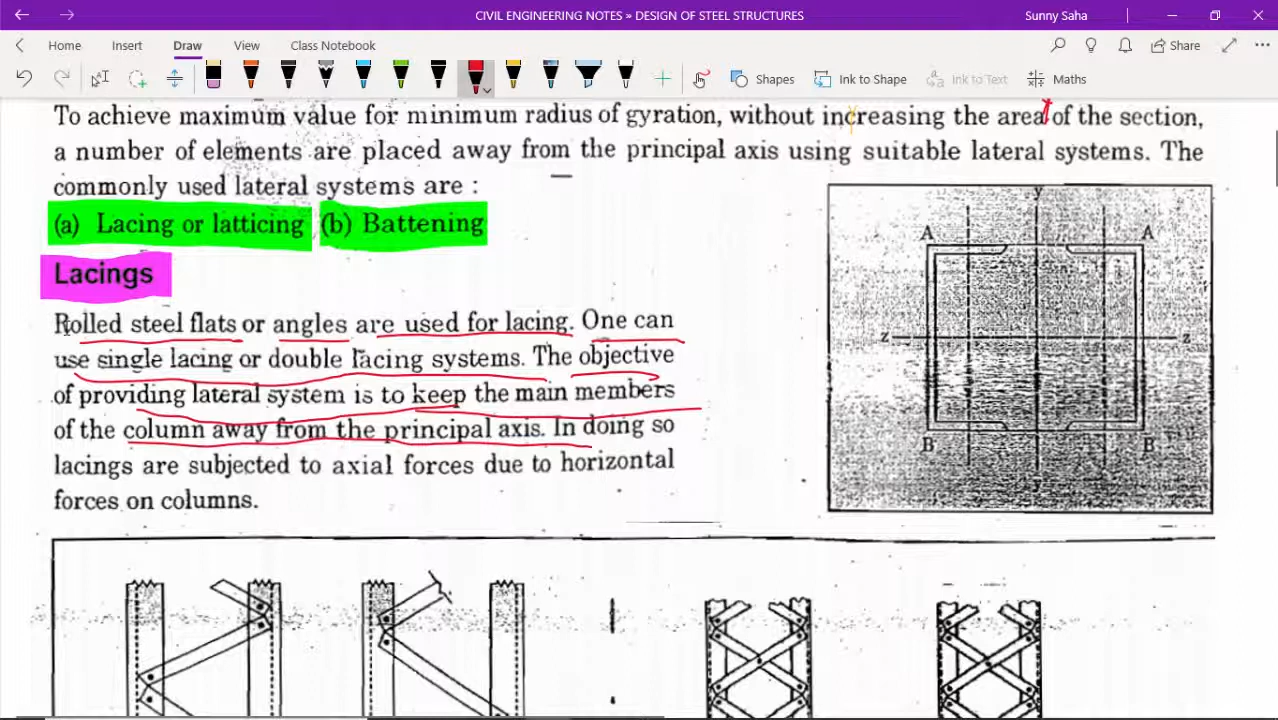 CIVIL ENGINEERING NOTES » DESIGN OF STEEL STRUCTURES
Sunny Saha
Home Insert Draw View Class Notebook
Share
Shapes
Ink to Shape
Ink to Text
Maths
To achieve maximum value for minimum radius of gyration, without increasing the area of the section,
a number of elements are placed away from the principal axis using suitable lateral systems. The
commonly used lateral systems are :
(a) Lacing or latticing (b) Battening
Lacings
Rolled steel flats or angles are used for lacing. One can
use single lacing or double lacing systems. The objective
of providing lateral system is to keep the main members
of the column away from the principal axis. In doing so
lacings are subjected to axial forces due to horizontal
forces on columns.
y
A A
z z
B B